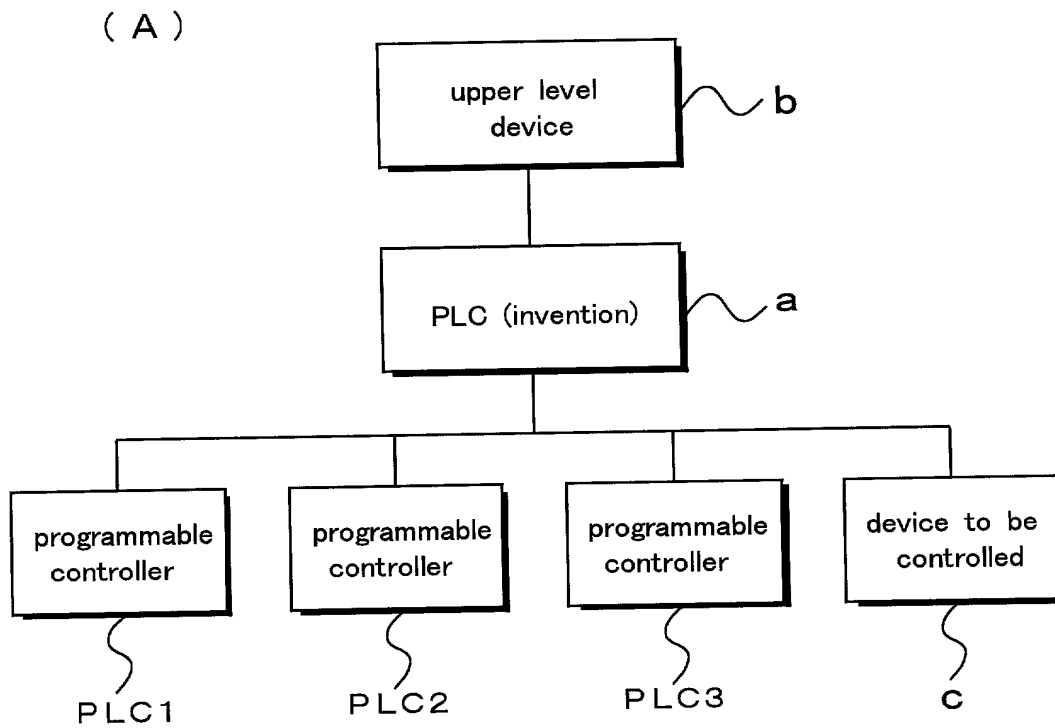 ( A )
upper level
device
b
PLC (invention)
a
programmable
controller
programmable
controller
programmable
controller
device to be
controlled
PLC1
PLC2
PLC3
c